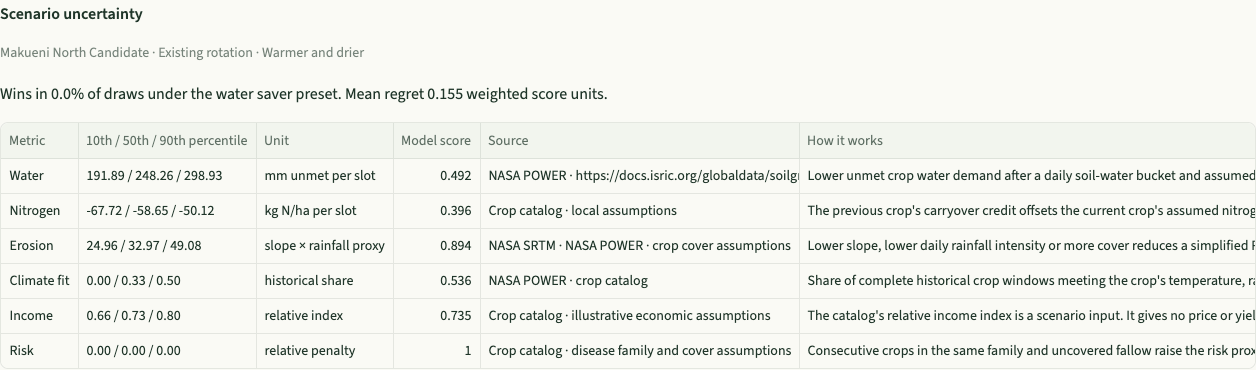 Scenario uncertainty
Makueni North Candidate · Existing rotation · Warmer and drier
Wins in 0.0% of draws under the water saver preset. Mean regret 0.155 weighted score units.
Metric 10th / 50th / 90th percentile Unit Model score Source How it works
Water 191.89 / 248.26 / 298.93 mm unmet per slot 0.492 NASA POWER · https://docs.isric.org/globaldata/soilg Lower unmet crop water demand after a daily soil-water bucket and assumed
Nitrogen -67.72 / -58.65 / -50.12 kg N/ha per slot 0.396 Crop catalog · local assumptions The previous crop's carryover credit offsets the current crop's assumed nitrog
Erosion 24.96 / 32.97 / 49.08 slope × rainfall proxy 0.894 NASA SRTM · NASA POWER · crop cover assumptions Lower slope, lower daily rainfall intensity or more cover reduces a simplified
Climate fit 0.00 / 0.33 / 0.50 historical share 0.536 NASA POWER · crop catalog Share of complete historical crop windows meeting the crop's temperature,
Income 0.66 / 0.73 / 0.80 relative index 0.735 Crop catalog · illustrative economic assumptions The catalog's relative income index is a scenario input. It gives no price or yiel
Risk 0.00 / 0.00 / 0.00 relative penalty 1 Crop catalog · disease family and cover assumptions Consecutive crops in the same family and uncovered fallow raise the risk prox